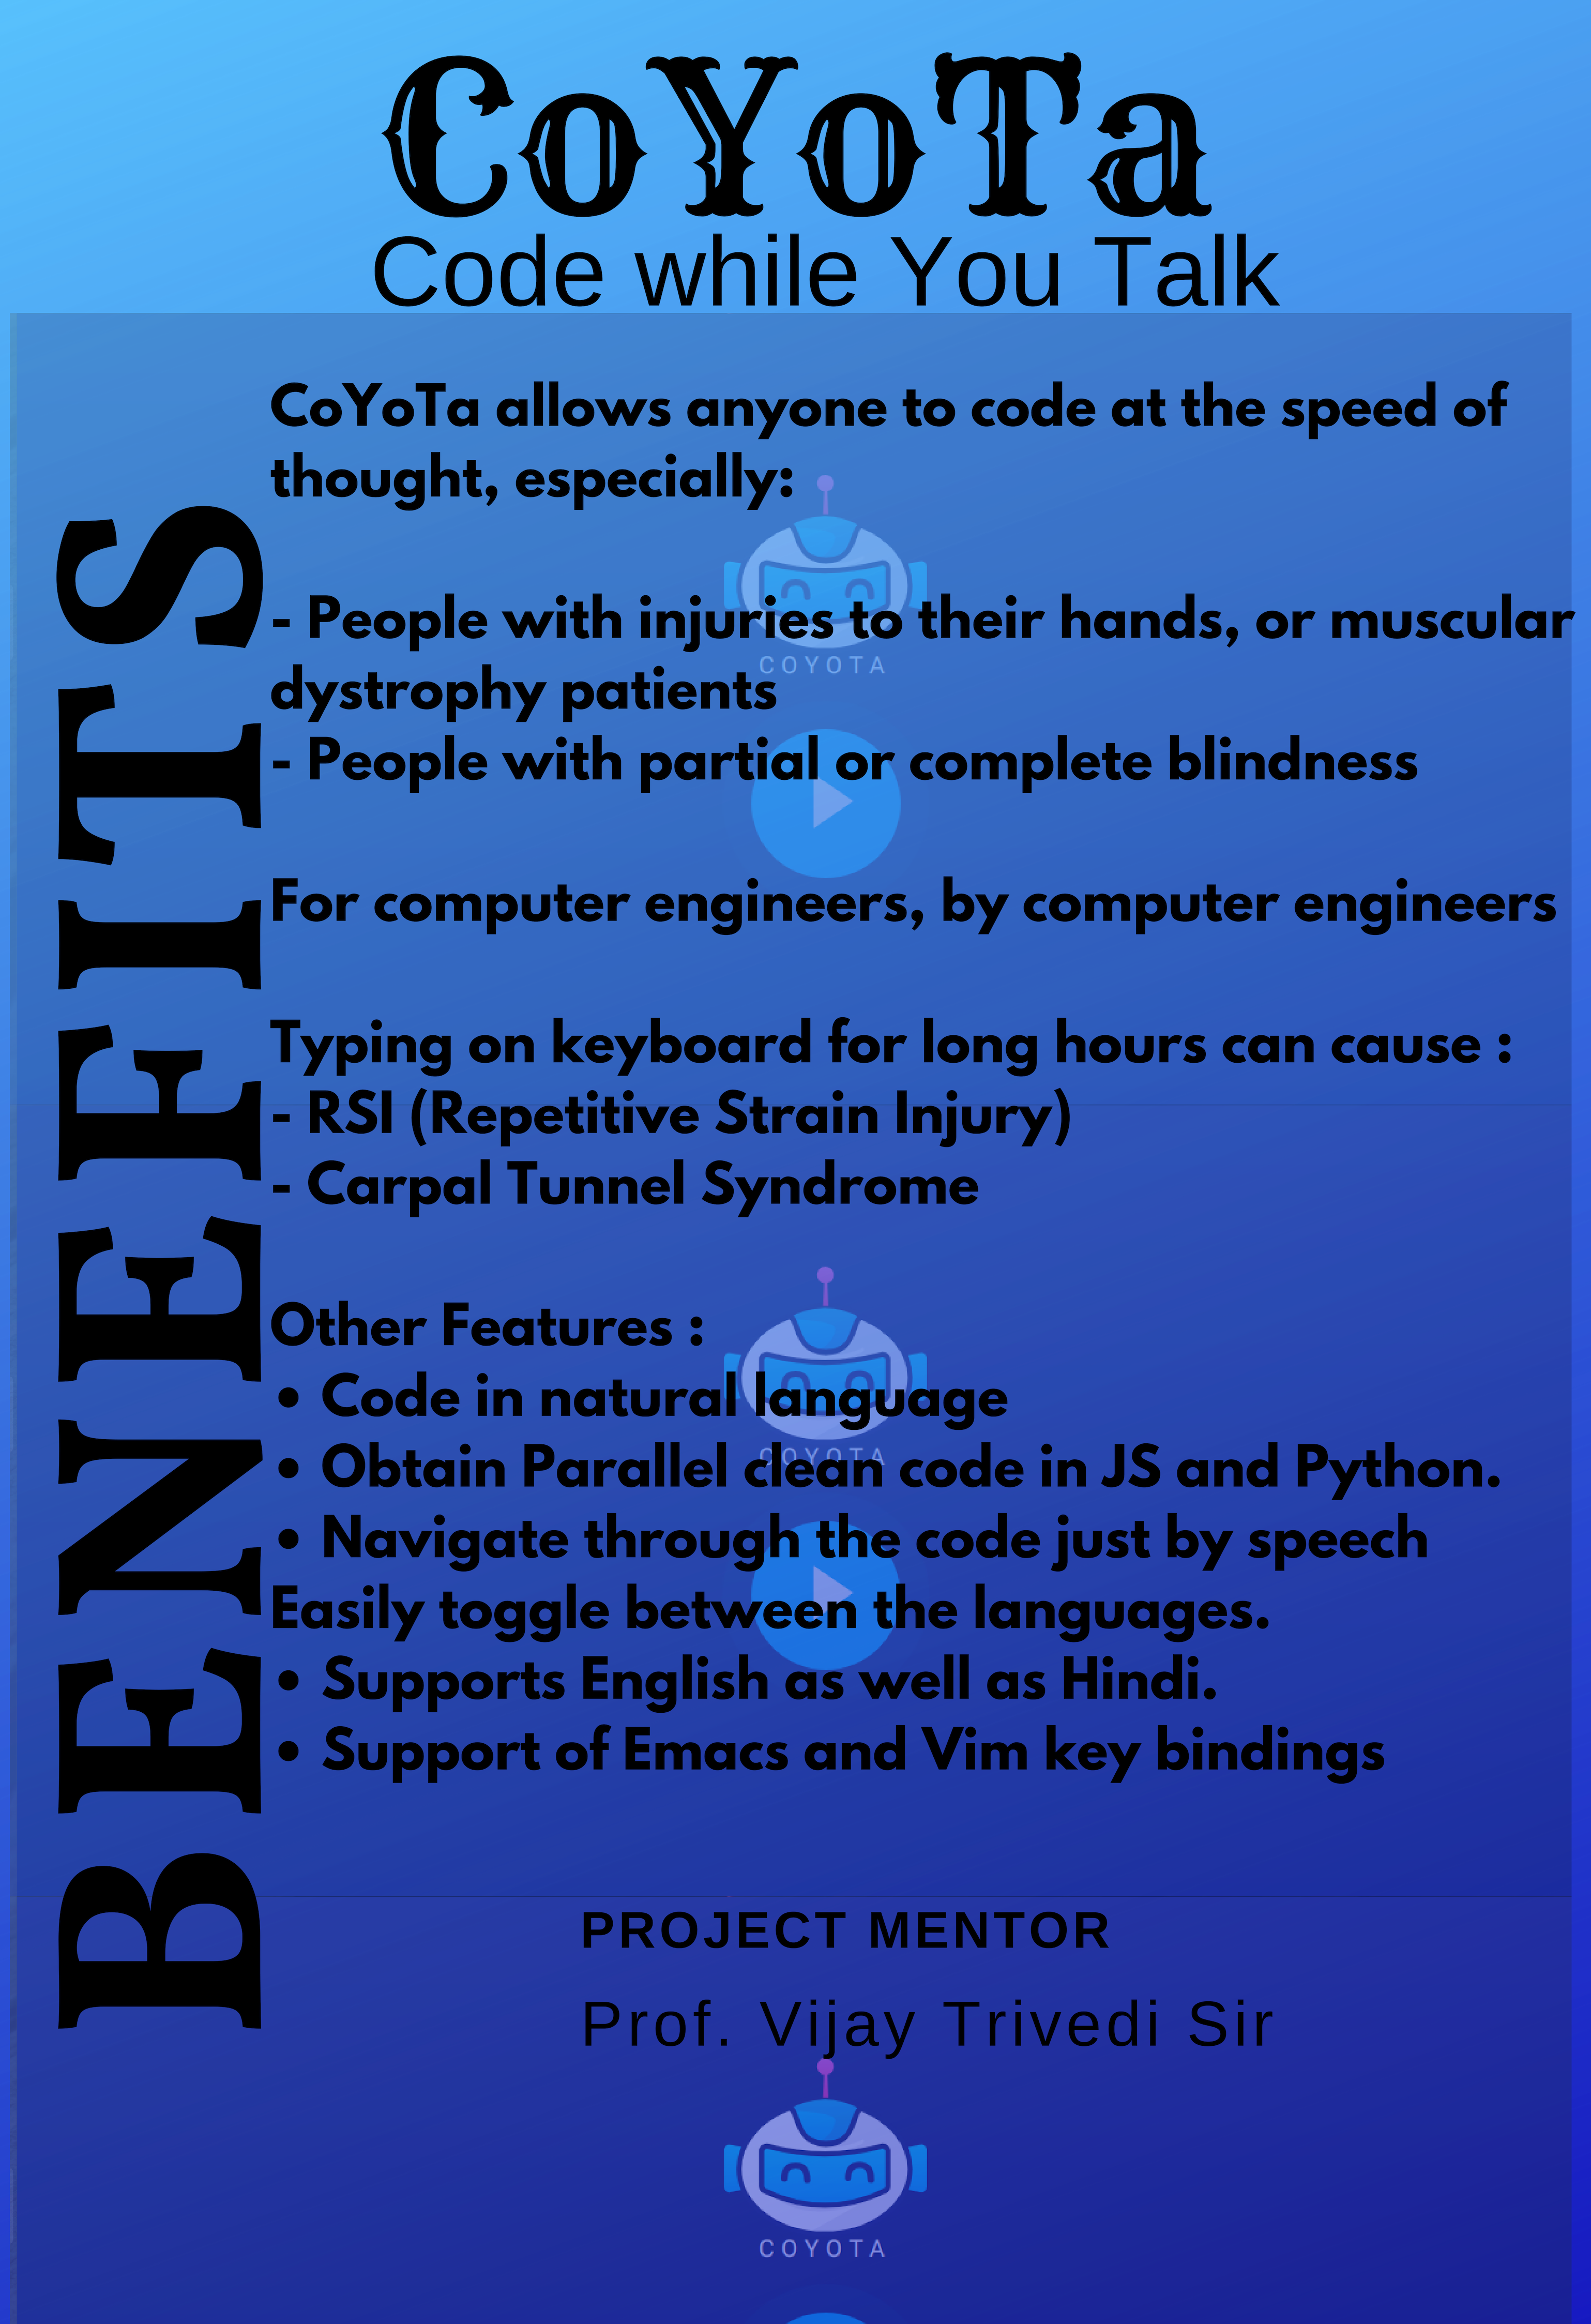 CoYoTa
Code while You Talk
BENEFITS
CoYoTa allows anyone to code at the speed of
thought, especially:
- People with injuries to their hands, or muscular
dystrophy patients
- People with partial or complete blindness
For computer engineers, by computer engineers
Typing on keyboard for long hours can cause :
- RSI (Repetitive Strain Injury)
- Carpal Tunnel Syndrome
Other Features :
• Code in natural language
• Obtain Parallel clean code in JS and Python.
• Navigate through the code just by speech
Easily toggle between the languages.
• Supports English as well as Hindi.
• Support of Emacs and Vim key bindings
PROJECT MENTOR
Prof. Vijay Trivedi Sir
COYOTA
COYOTA
COYOTA